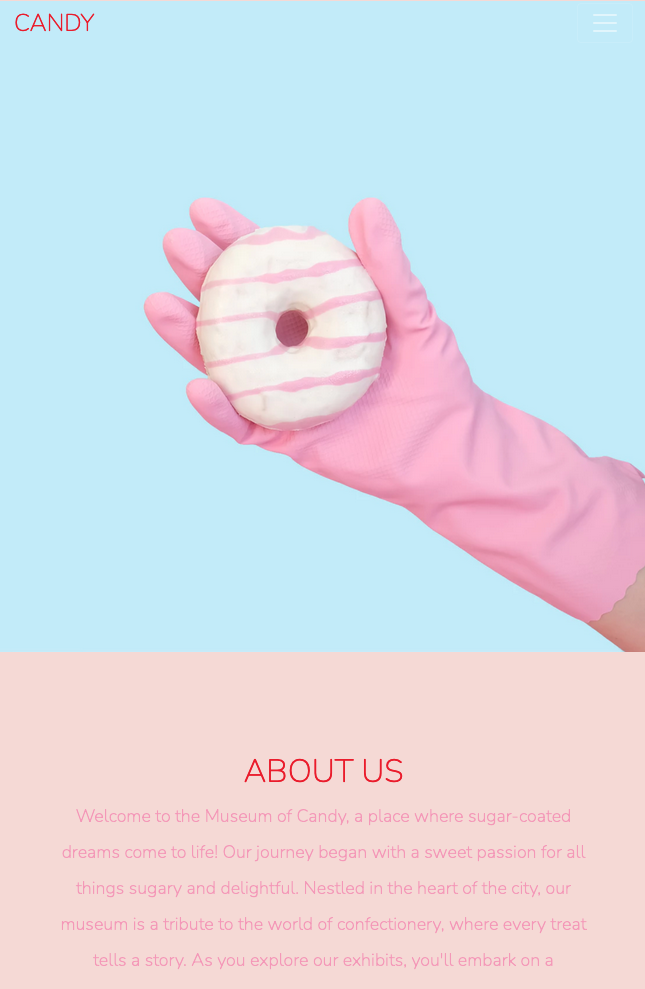 CANDY
ABOUT US
Welcome to the Museum of Candy, a place where sugar-coated
dreams come to life! Our journey began with a sweet passion for all
things sugary and delightful. Nestled in the heart of the city, our
museum is a tribute to the world of confectionery, where every treat
tells a story. As you explore our exhibits, you'll embark on a